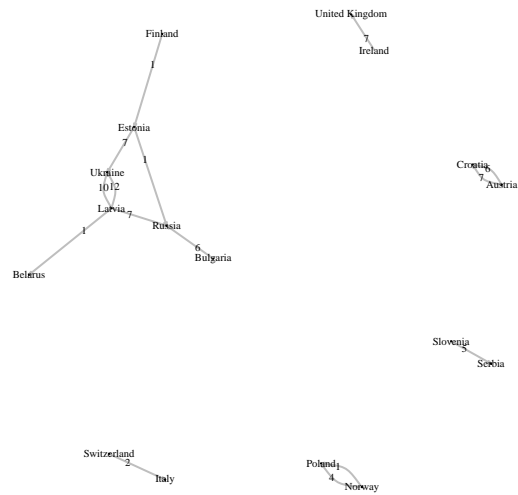 United Kingdom
7
Ireland
Finland
1
Estonia
7
1
Ukraine
10 12
Latvia
7
Russia
6
Bulgaria
1
Belarus
Croatia
6
7
Austria
Slovenia
5
Serbia
Switzerland
2
Italy
Poland
1
4
Norway